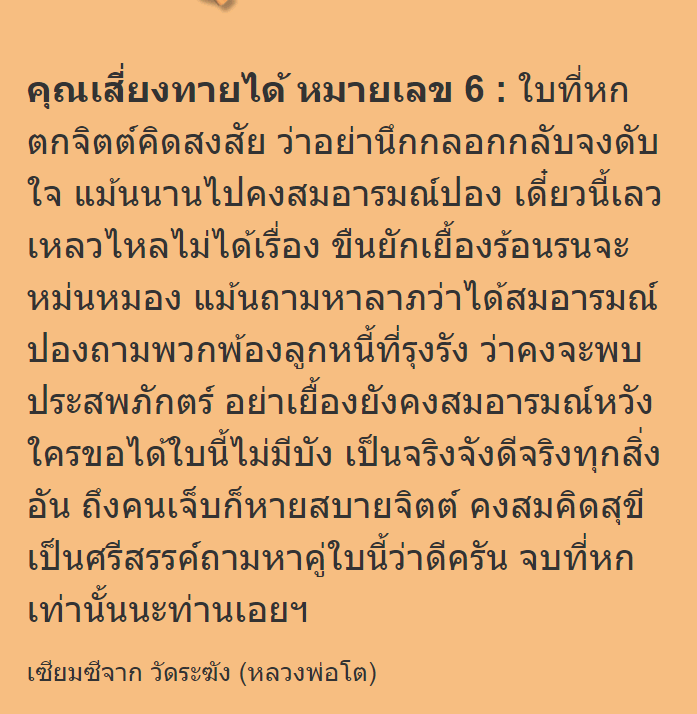 คุณเสี่ยงทายได้ หมายเลข 6 : ใบที่หก
ตกจิตต์คิดสงสัย ว่าอย่านึกกลอกกลับจงดับ
ใจ แม้นนานไปคงสมอารมณ์ปอง เดี๋ยวนี้เลว
เหลวไหลไม่ได้เรื่อง ขืนยักเยื้องร้อนรนจะ
หม่นหมอง แม้นถามหาลาภว่าได้สมอารมณ์
ปองถามพวกพ้องลูกหนี้ที่รุงรัง ว่าคงจะพบ
ประสพภักตร์ อย่าเยื้องยังคงสมอารมณ์หวัง
ใครขอได้ใบนี้ไม่มีบัง เป็นจริงจังดีจริงทุกสิ่ง
อัน ถึงคนเจ็บก็หายสบายจิตต์ คงสมคิดสุขี
เป็นศรีสรรค์ถามหาคู่ใบนี้ว่าดีครัน จบที่หก
เท่านั้นนะท่านเอยฯ
เซียมซีจาก วัดระฆัง (หลวงพ่อโต)